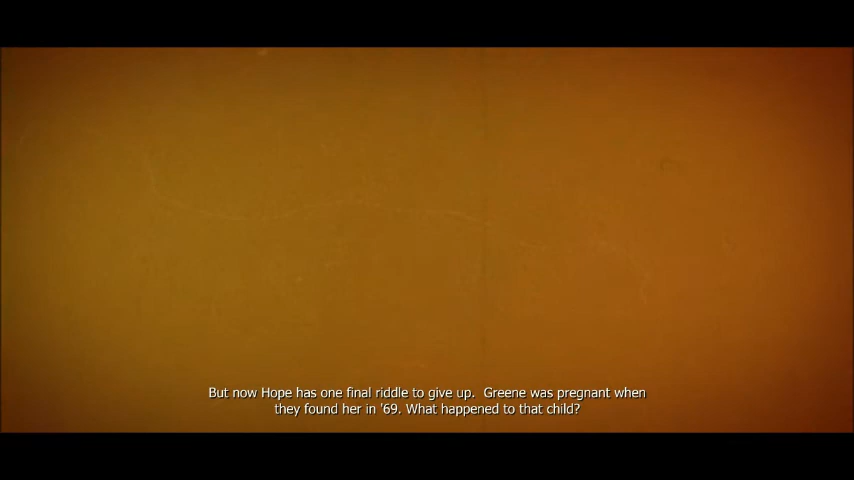 But now Hope has one final riddle to give up.  Greene was pregnant when
they found her in '69. What happened to that child?